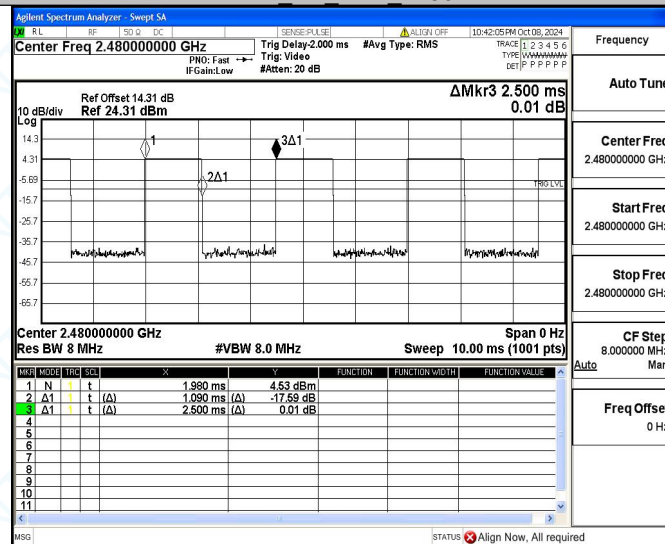 Agilent Spectrum Analyzer - Swept SA
LXI RL RF 50 Ω DC SENSE:PULSE ALIGN OFF 10:42:05 PM Oct 08, 2024
Center Freq 2.480000000 GHz
PNO: Fast
IFGain:Low
Trig Delay-2.000 ms
Trig: Video
#Atten: 20 dB
#Avg Type: RMS
TRACE 1 2 3 4 5 6
TYPE WWWWWW
DET P P P P P P
Ref Offset 14.31 dB
10 dB/div Ref 24.31 dBm
Log
ΔMkr3 2.500 ms
0.01 dB
14.3
4.31
-5.69
-15.7
-25.7
-35.7
-45.7
-55.7
-65.7
1
2Δ1
3Δ1
TRIG LVL
Center 2.480000000 GHz Span 0 Hz
Res BW 8 MHz #VBW 8.0 MHz Sweep 10.00 ms (1001 pts)
MKR MODE TRC SCL X Y FUNCTION FUNCTION WIDTH FUNCTION VALUE
1 N 1 t 1.980 ms 4.53 dBm
2 Δ1 1 t (Δ) 1.090 ms (Δ) -17.59 dB
3 Δ1 1 t (Δ) 2.500 ms (Δ) 0.01 dB
4
5
6
7
8
9
10
11
MSG STATUS Align Now, All required
Frequency
Auto Tune
Center Freq
2.480000000 GHz
Start Freq
2.480000000 GHz
Stop Freq
2.480000000 GHz
CF Step
8.000000 MHz
Auto Man
Freq Offset
0 Hz